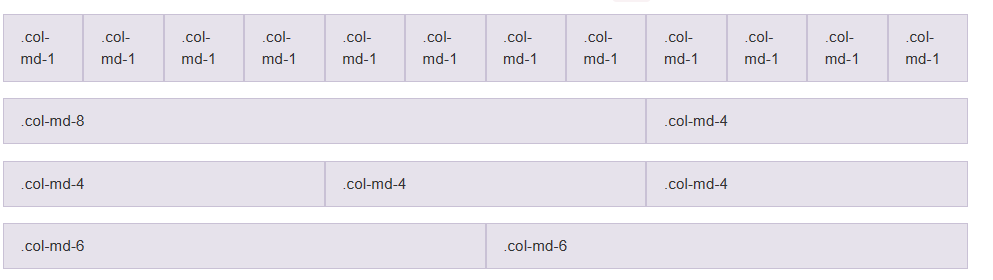 .col- .col- .col- .col- .col- .col- .col- .col- .col- .col- .col- .col-
md-1 md-1 md-1 md-1 md-1 md-1 md-1 md-1 md-1 md-1 md-1 md-1
.col-md-8 .col-md-4
.col-md-4 .col-md-4 .col-md-4
.col-md-6 .col-md-6